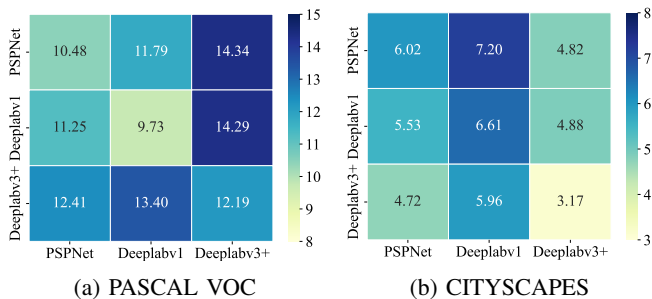 PSPNet 10.48 11.79 14.34
Deeplabv1 11.25 9.73 14.29
Deeplabv3+ 12.41 13.40 12.19
PSPNet Deeplabv1 Deeplabv3+
15
14
13
12
11
10
9
8
(a) PASCAL VOC
PSPNet 6.02 7.20 4.82
Deeplabv1 5.53 6.61 4.88
Deeplabv3+ 4.72 5.96 3.17
PSPNet Deeplabv1 Deeplabv3+
8
7
6
5
4
3
(b) CITYSCAPES